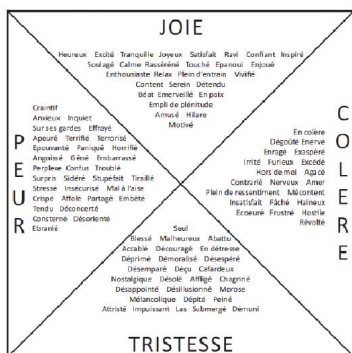 JOIE
Heureux Excité Tranquille Joyeux Satisfait Ravi Confiant Inspiré
Soulagé Calme Rasséréné Touché Epanoui Enjoué
Enthousiaste Relax Plein d'entrain Vivifié
Content Serein Détendu
Béat Emerveillé En paix
Empli de plénitude
Amusé Hilare
Motivé
PEUR
Craintif
Anxieux Inquiet
Sur ses gardes Effrayé
Apeuré Terrifié Terrorisé
Epouvanté Paniqué Horrifié
Angoissé Gêné Embarrassé
Perplexe Confus Troublé
Surpris Sidéré Stupéfait Tiraillé
Stresse Insécurisé Mal à l'aise
Crispé Affolé Partagé Embêté
Tendu Déconcerté
Consterné Désorienté
Ebranlé
COLERE
En colère
Dégoûté Enervé
Enragé Exaspéré
Irrité Furieux Excédé
Hors de moi Agacé
Contrarié Nerveux Amer
Plein de ressentiment Mécontent
Insatisfait Fâché Haineux
Ecoeuré Frustré Hostile
Révolté
Seul
Blessé Malheureux Abattu
Accablé Découragé En détresse
Déprimé Démoralisé Désespéré
Désemparé Déçu Cafardeux
Nostalgique Désolé Affligé Chagriné
Désappointé Désillusionné Morose
Mélancolique Dépité Peiné
Attristé Impuissant Las Submergé Démuni
TRISTESSE